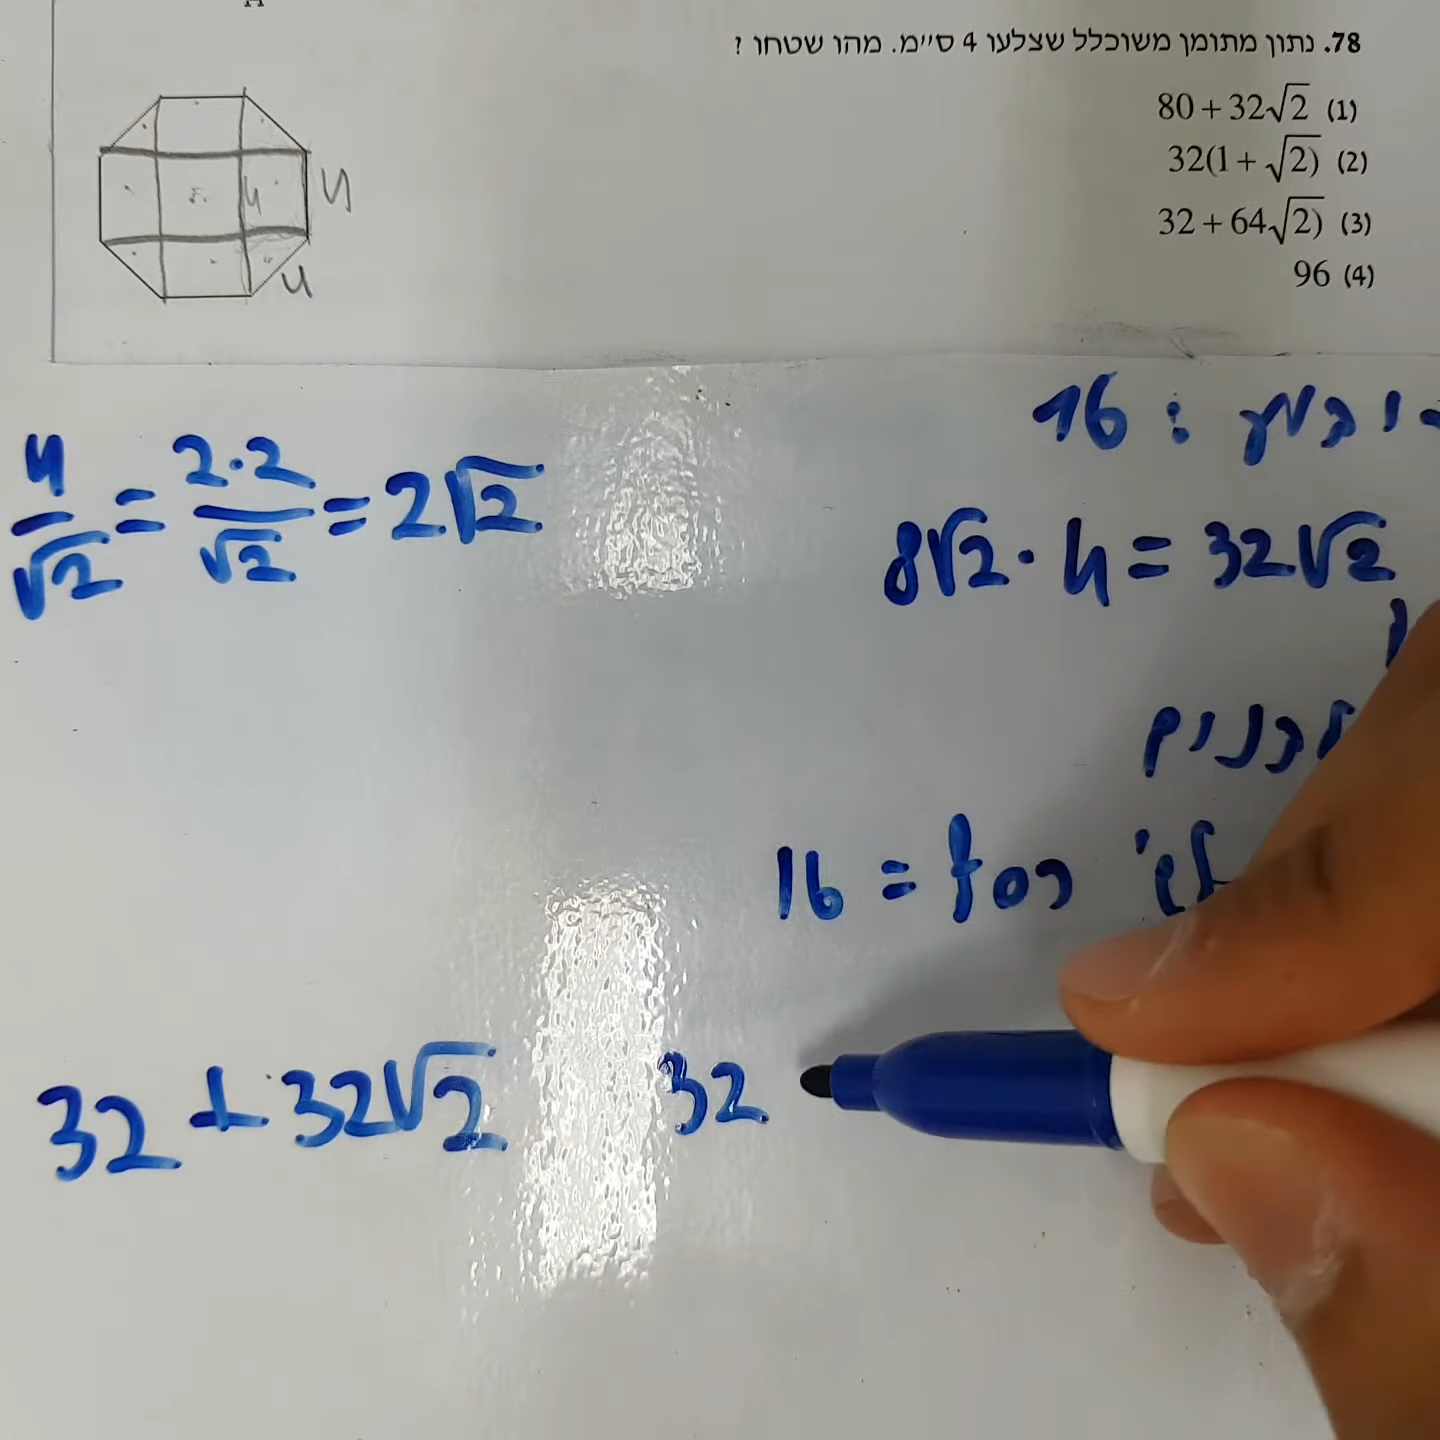 78. נתון מתומן משוכלל שצלעו 4 ס״מ. מהו שטחו ?
(1) 80 + 32√2
(2) 32(1 + √2)
(3) 32 + 64√2)
(4) 96
4
4
4
16 :
4/√2 = 2·2/√2 = 2√2
8√2 · 4 = 32√2
16 =
32 + 32√2
32